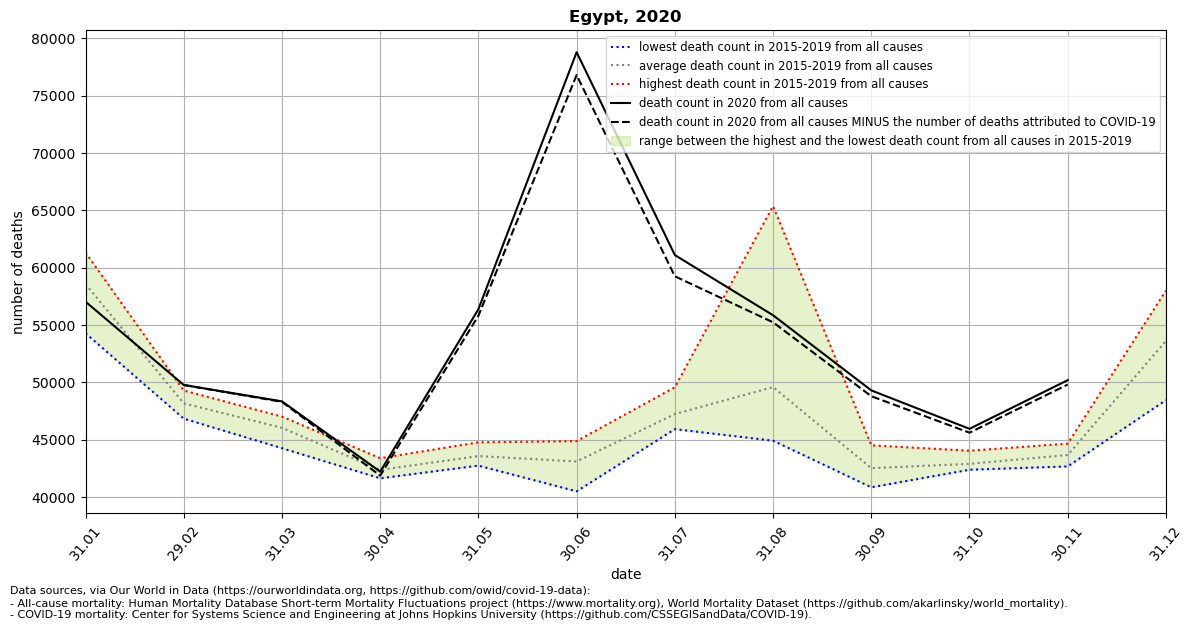 Egypt, 2020
80000
75000
70000
65000
60000
55000
50000
45000
40000
number of deaths
lowest death count in 2015-2019 from all causes
average death count in 2015-2019 from all causes
highest death count in 2015-2019 from all causes
death count in 2020 from all causes
death count in 2020 from all causes MINUS the number of deaths attributed to COVID-19
range between the highest and the lowest death count from all causes in 2015-2019
31.01
29.02
31.03
30.04
31.05
30.06
31.07
31.08
30.09
31.10
30.11
31.12
date
Data sources, via Our World in Data (https://ourworldindata.org, https://github.com/owid/covid-19-data):
- All-cause mortality: Human Mortality Database Short-term Mortality Fluctuations project (https://www.mortality.org), World Mortality Dataset (https://github.com/akarlinsky/world_mortality).
- COVID-19 mortality: Center for Systems Science and Engineering at Johns Hopkins University (https://github.com/CSSEGISandData/COVID-19).